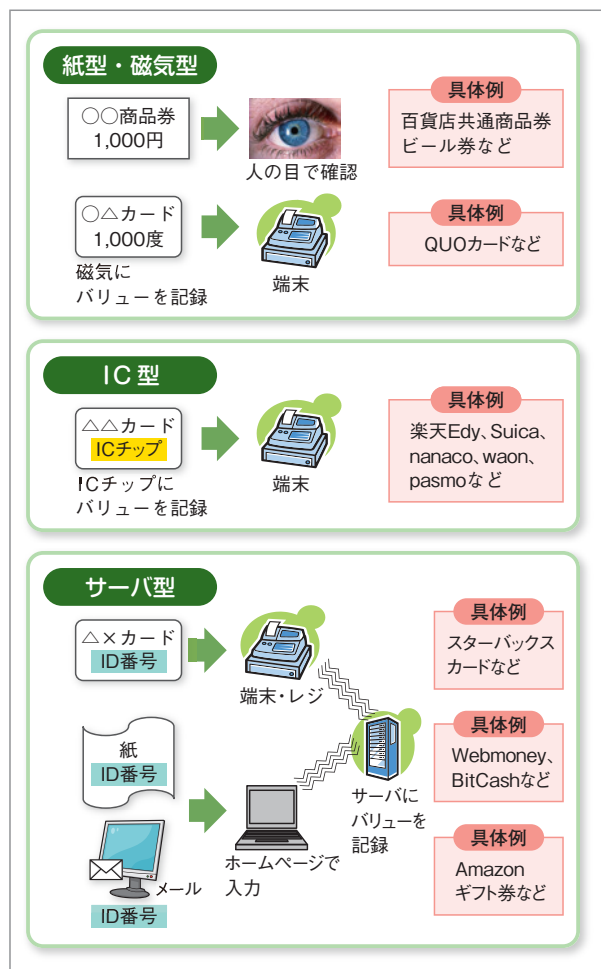 紙型・磁気型
○○商品券
1,000円
人の目で確認
具体例
百貨店共通商品券
ビール券など
○△カード
1,000度
磁気に
バリューを記録
端末
具体例
QUOカードなど
IC型
△△カード
ICチップ
ICチップに
バリューを記録
端末
具体例
楽天Edy、Suica、
nanaco、waon、
pasmoなど
サーバ型
△×カード
ID番号
端末・レジ
具体例
スターバックス
カードなど
紙
ID番号
メール
ID番号
ホームページで
入力
サーバに
バリューを
記録
具体例
Webmoney、
BitCashなど
具体例
Amazon
ギフト券など